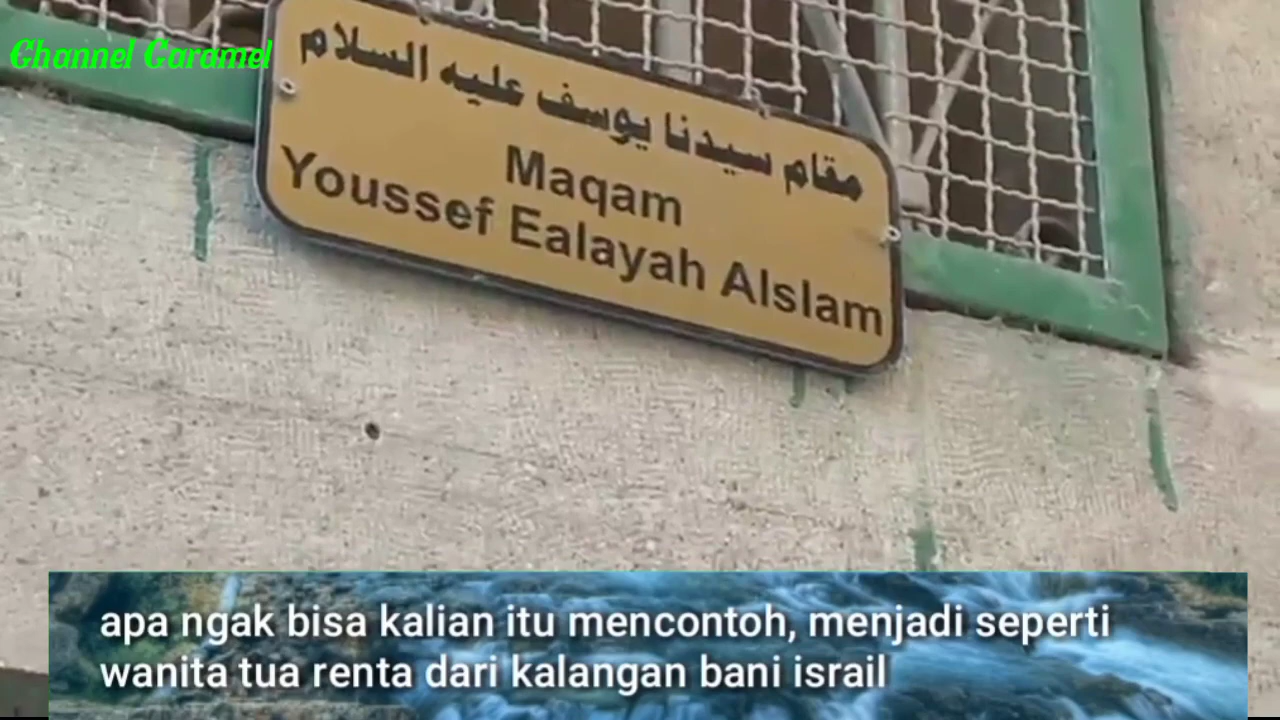 Channel Caramel
مقام سيدنا يوسف عليه السلام
Maqam
Youssef Ealayah Alslam
apa ngak bisa kalian itu mencontoh, menjadi seperti
wanita tua renta dari kalangan bani israil